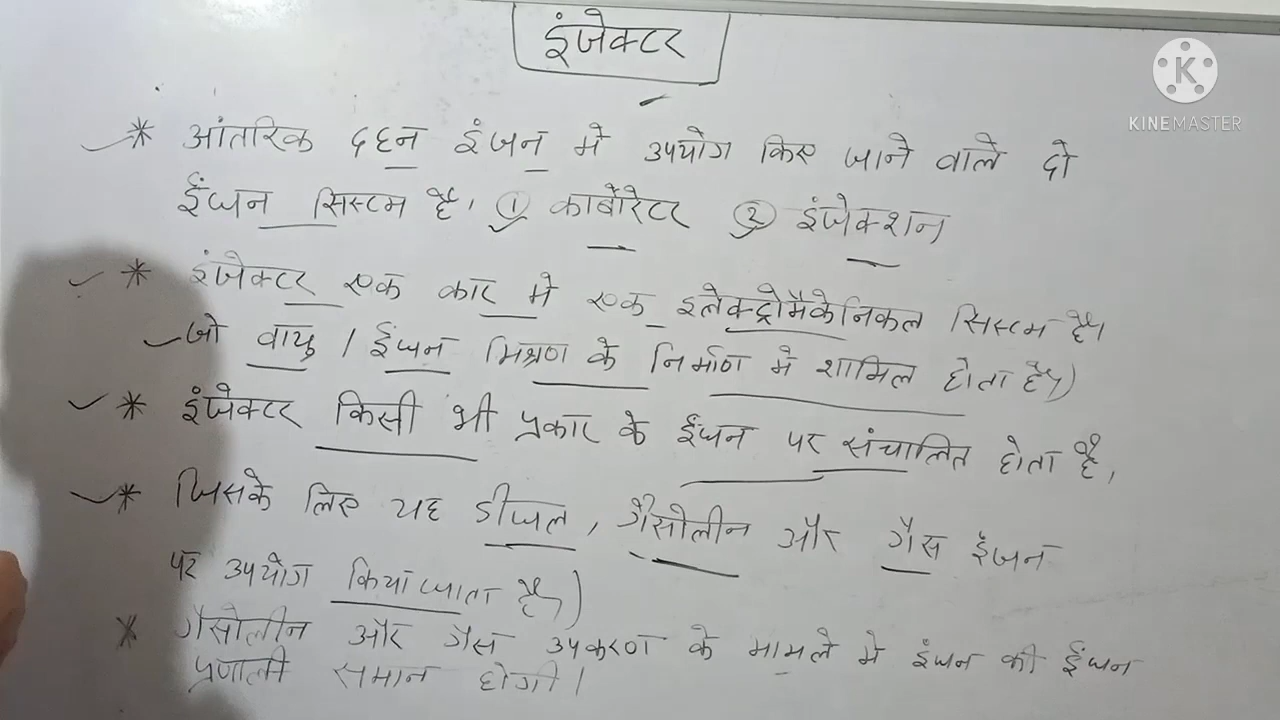 इंजेक्टर
K
KINEMASTER
* आंतरिक दहन इंजन मे उपयोग किए जाने वाले दो
ईंधन सिस्टम है। ① कार्बोरेटर ② इंजेक्शन
* इंजेक्टर एक कार मे एक इलेक्ट्रोमैकेनिकल सिस्टम है।
जो वायु / ईंधन मिश्रण के निर्माण मे शामिल होता है।
* इंजेक्टर किसी भी प्रकार के ईंधन पर संचालित होता है,
* जिसके लिए यह डीजल, गैसोलीन और गैस इंजन
पर उपयोग किया जाता है।
* गैसोलीन और गैस उपकरण के मामले मे इंजन की ईंधन
प्रणाली समान होगी।